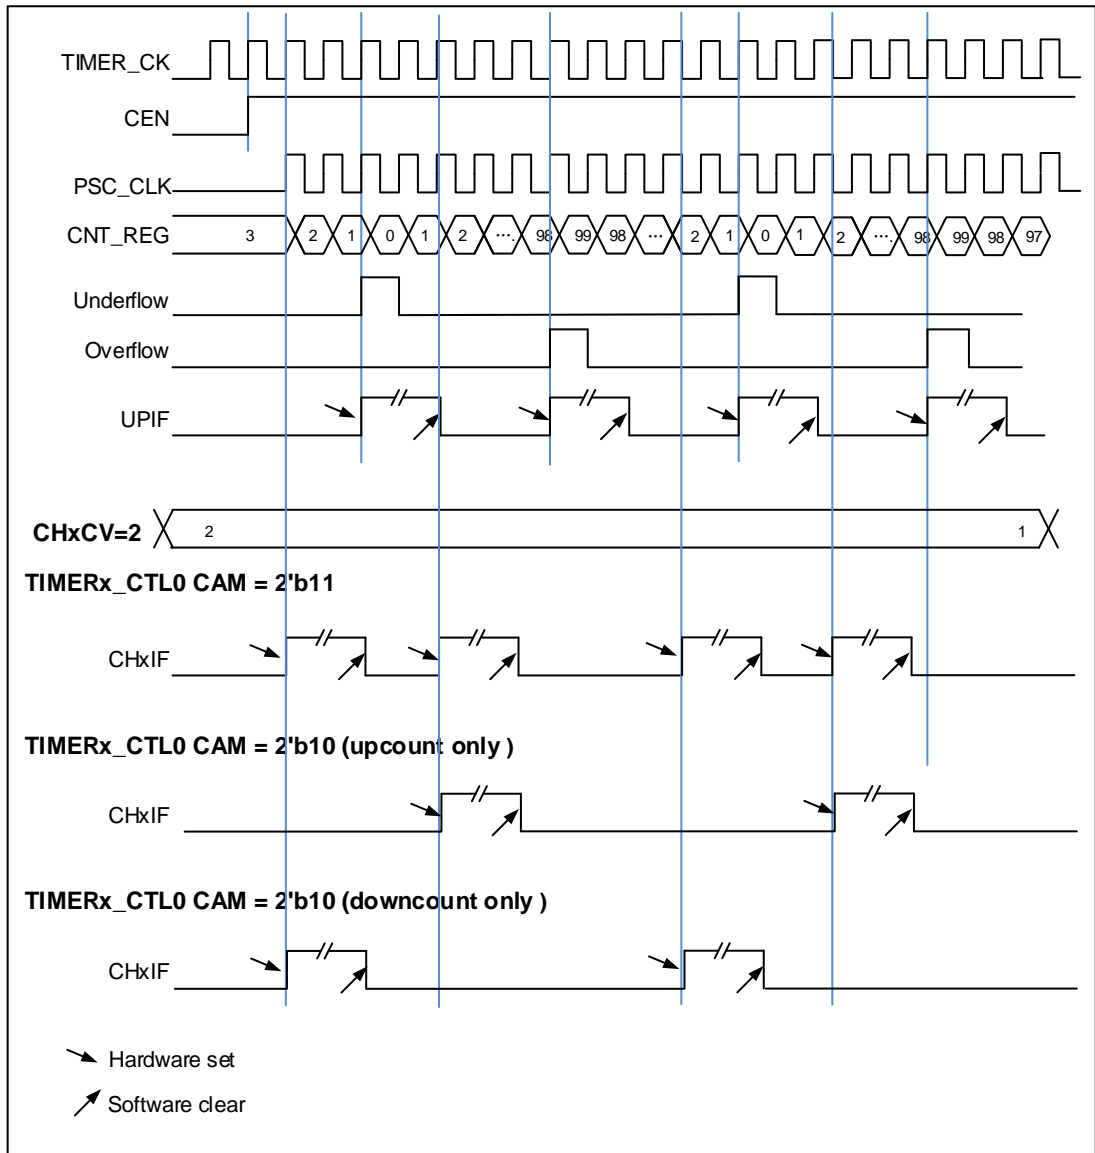 TIMER_CK
CEN
PSC_CLK
CNT_REG 3 2 1 0 1 2 .... 98 99 98 ... 2 1 0 1 2 .... 98 99 98 97
Underflow
Overflow
UPIF
CHxCV=2 2 1
TIMERx_CTL0 CAM = 2'b11
CHxIF
TIMERx_CTL0 CAM = 2'b10 (upcount only )
CHxIF
TIMERx_CTL0 CAM = 2'b10 (downcount only )
CHxIF
Hardware set
Software clear